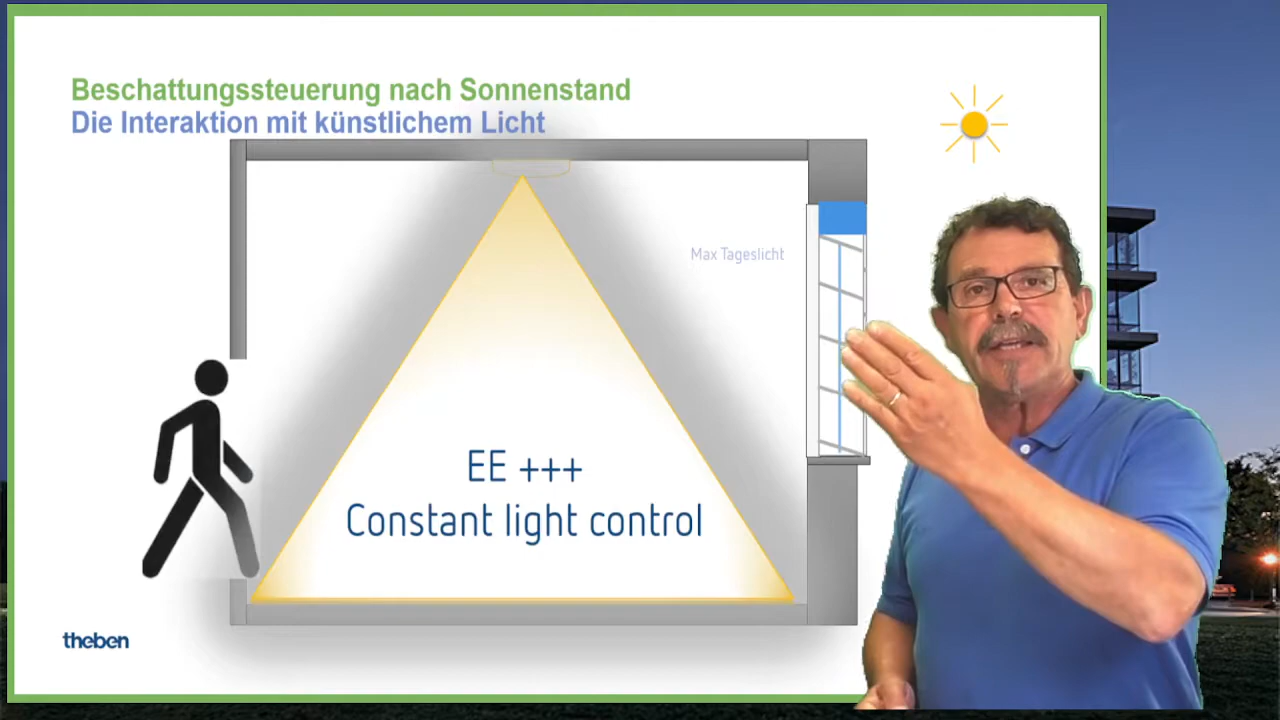 Beschattungssteuerung nach Sonnenstand
Die Interaktion mit künstlichem Licht
Max Tageslicht
EE +++
Constant light control
theben